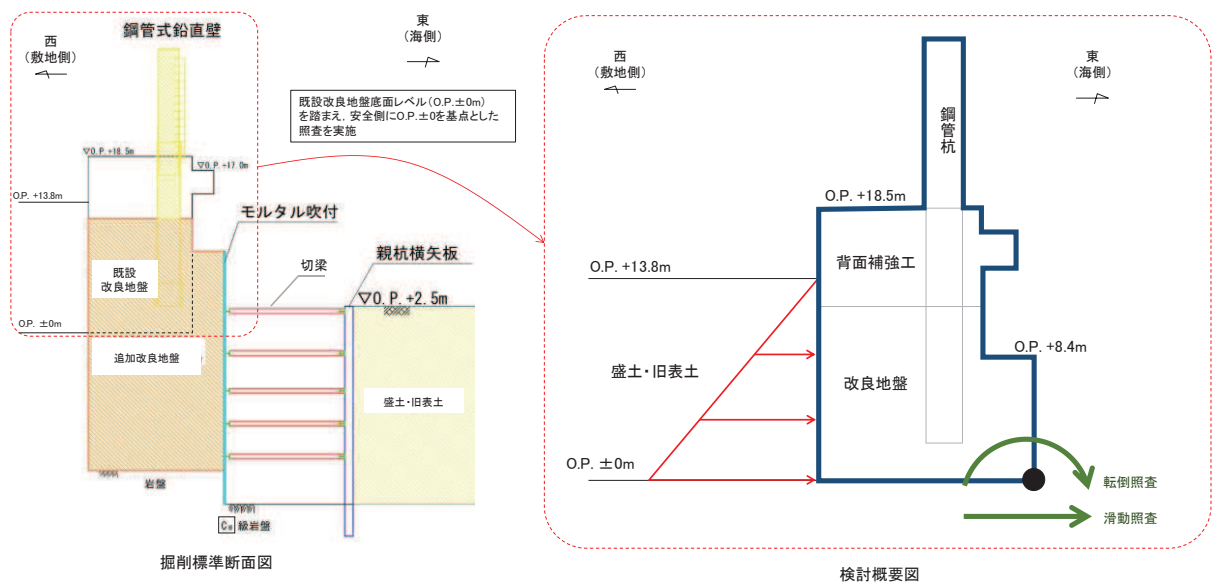 鋼管式鉛直壁
西
(敷地側)
東
(海側)
既設改良地盤底面レベル(O.P.±0m)
を踏まえ,安全側にO.P.±0を基点とした
照査を実施
▽O.P.+18.5m
▽O.P.+17.0m
O.P. +13.8m
モルタル吹付
切梁
親杭横矢板
▽O.P.+2.5m
既設
改良地盤
O.P. ±0m
追加改良地盤
盛土・旧表土
岩盤
CH 級岩盤
掘削標準断面図
西
(敷地側)
東
(海側)
鋼管杭
O.P. +18.5m
背面補強工
O.P. +13.8m
O.P. +8.4m
盛土・旧表土
改良地盤
O.P. ±0m
転倒照査
滑動照査
検討概要図